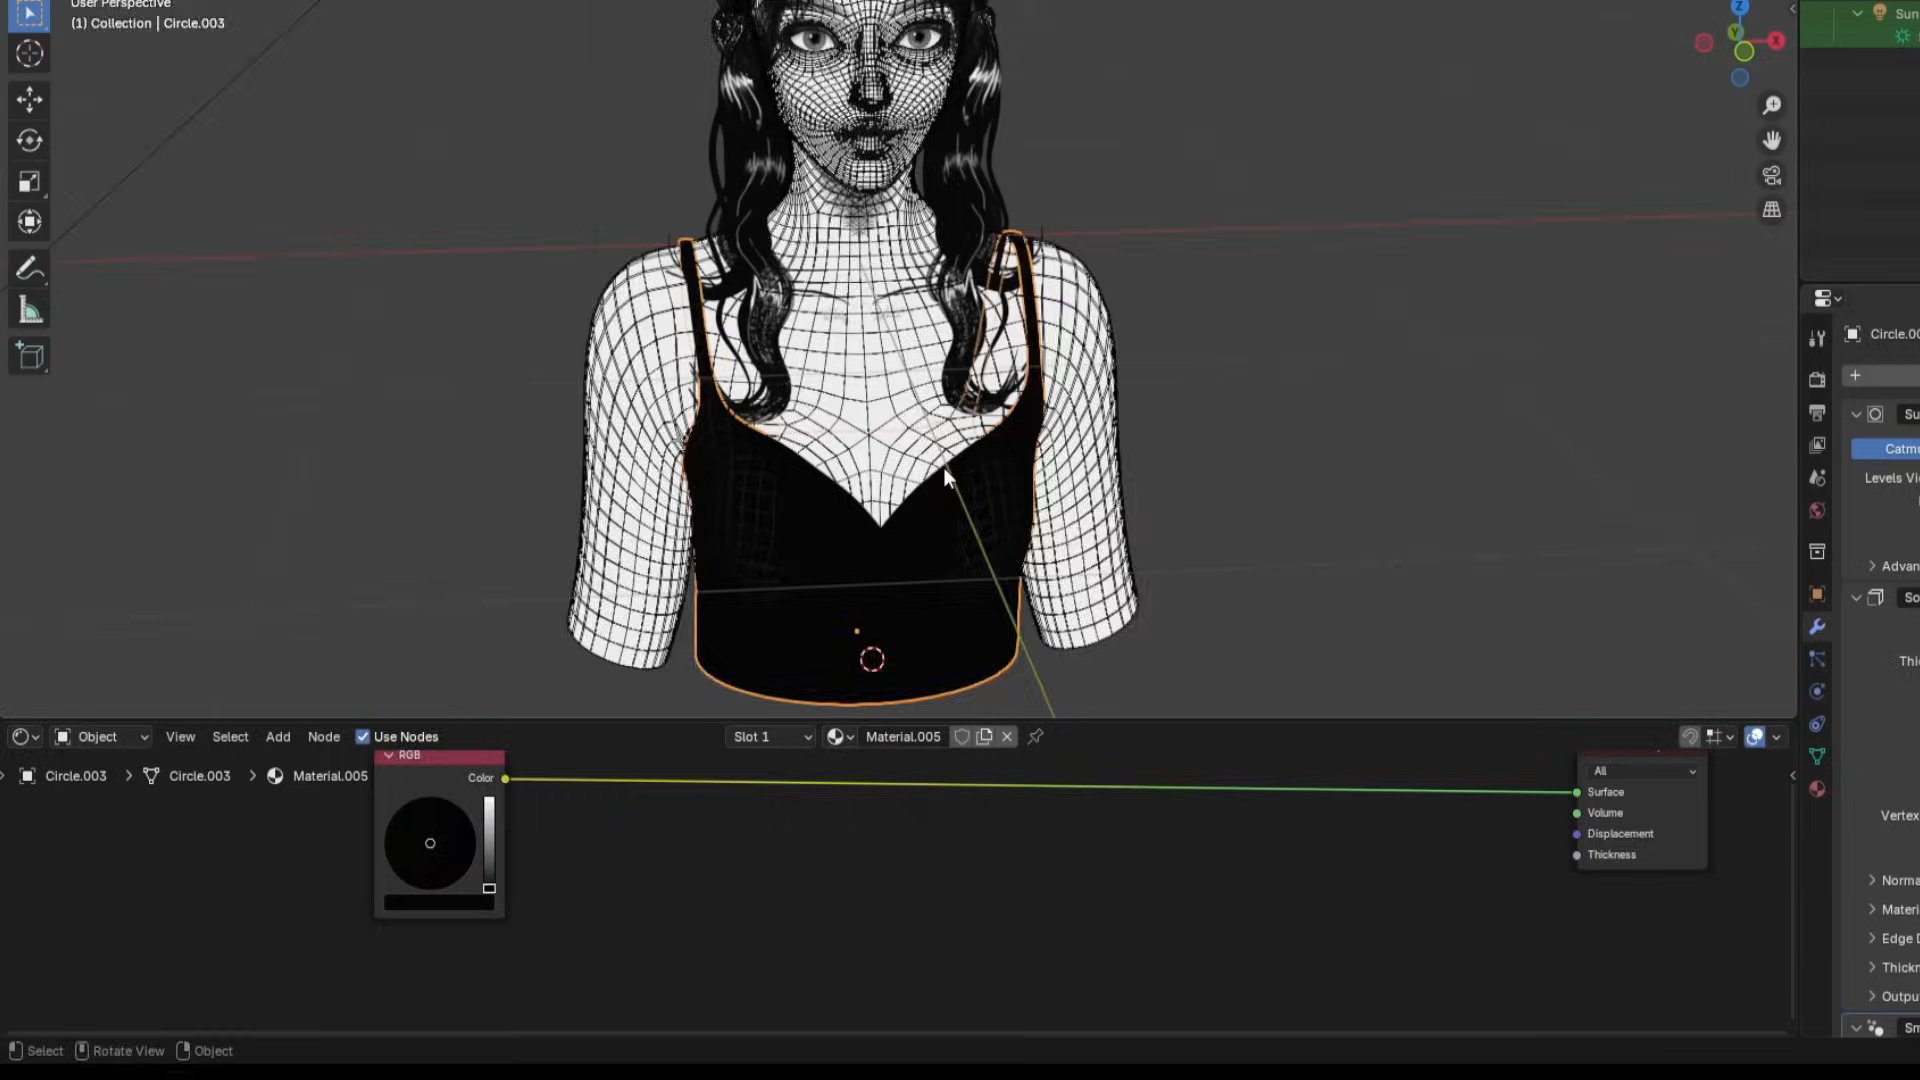 User Perspective
(1) Collection | Circle.003
Z
Y
X
Sun
Circle.00
Su
Catmu
Levels Vi
Advan
So
Thi
Vertex
Norma
Materi
Edge D
Thickn
Outpu
Sm
Object
View
Select
Add
Node
Use Nodes
Slot 1
Material.005
Circle.003 > Circle.003 > Material.005
RGB
Color
All
Surface
Volume
Displacement
Thickness
Select
Rotate View
Object